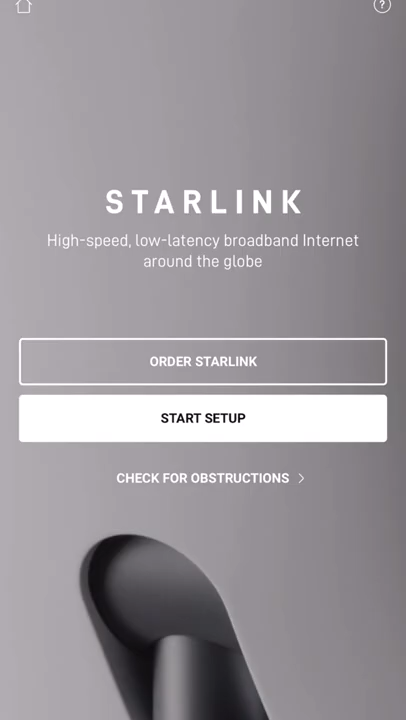 ?
STARLINK
High-speed, low-latency broadband Internet
around the globe
ORDER STARLINK
START SETUP
CHECK FOR OBSTRUCTIONS